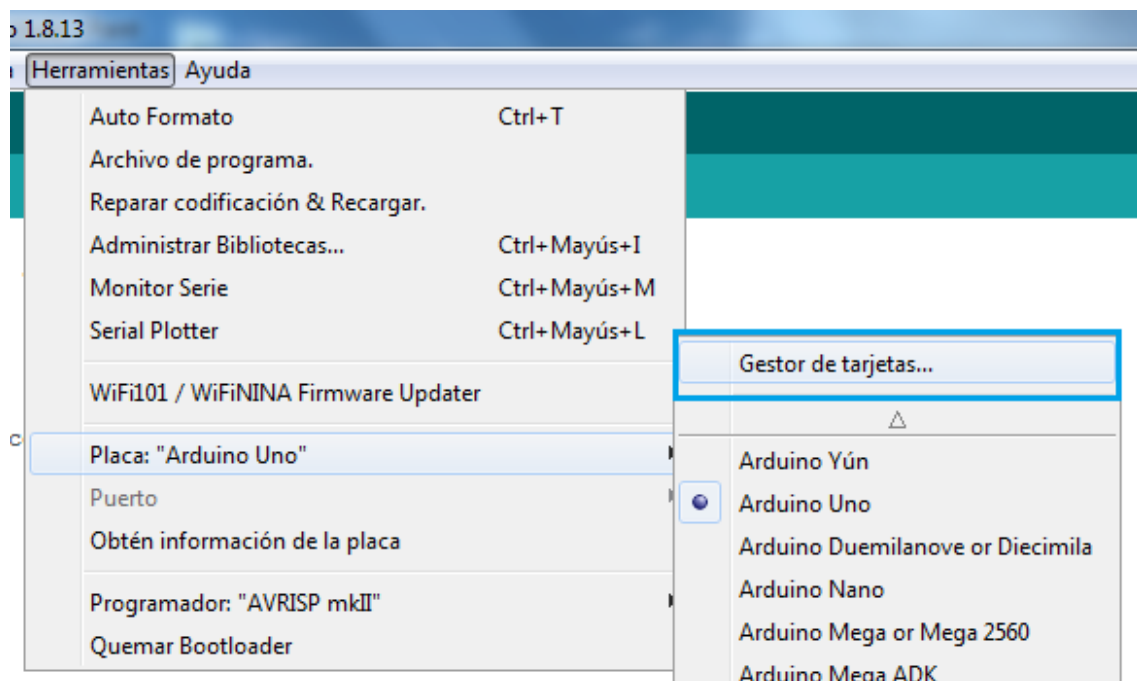 o 1.8.13
Herramientas Ayuda
Auto Formato Ctrl+T
Archivo de programa.
Reparar codificación & Recargar.
Administrar Bibliotecas... Ctrl+Mayús+I
Monitor Serie Ctrl+Mayús+M
Serial Plotter Ctrl+Mayús+L
WiFi101 / WiFiNINA Firmware Updater
Placa: "Arduino Uno"
Puerto
Obtén información de la placa
Programador: "AVRISP mkII"
Quemar Bootloader
Gestor de tarjetas...
Arduino Yún
Arduino Uno
Arduino Duemilanove or Diecimila
Arduino Nano
Arduino Mega or Mega 2560
Arduino Mega ADK